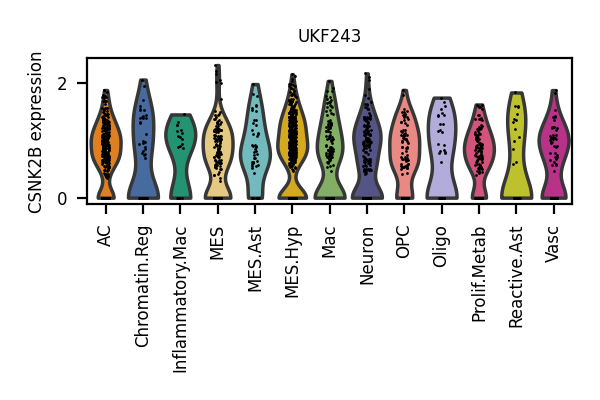 UKF243
CSNK2B expression
2
0
AC
Chromatin.Reg
Inflammatory.Mac
MES
MES.Ast
MES.Hyp
Mac
Neuron
OPC
Oligo
Prolif.Metab
Reactive.Ast
Vasc